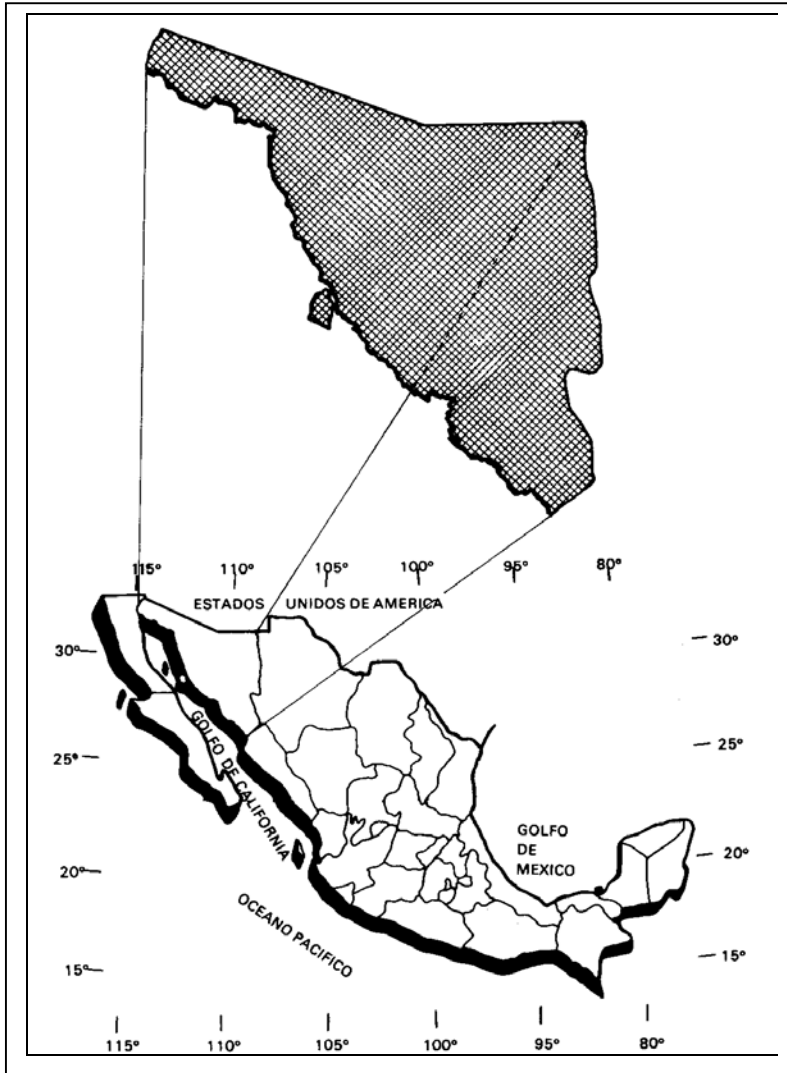 115° 110° 105° 100° 95° 80°
ESTADOS UNIDOS DE AMERICA
30° 30°
GOLFO DE CALIFORNIA
25° 25°
GOLFO
DE
MEXICO
20° 20°
OCEANO PACIFICO
15° 15°
115° 110° 105° 100° 95° 80°